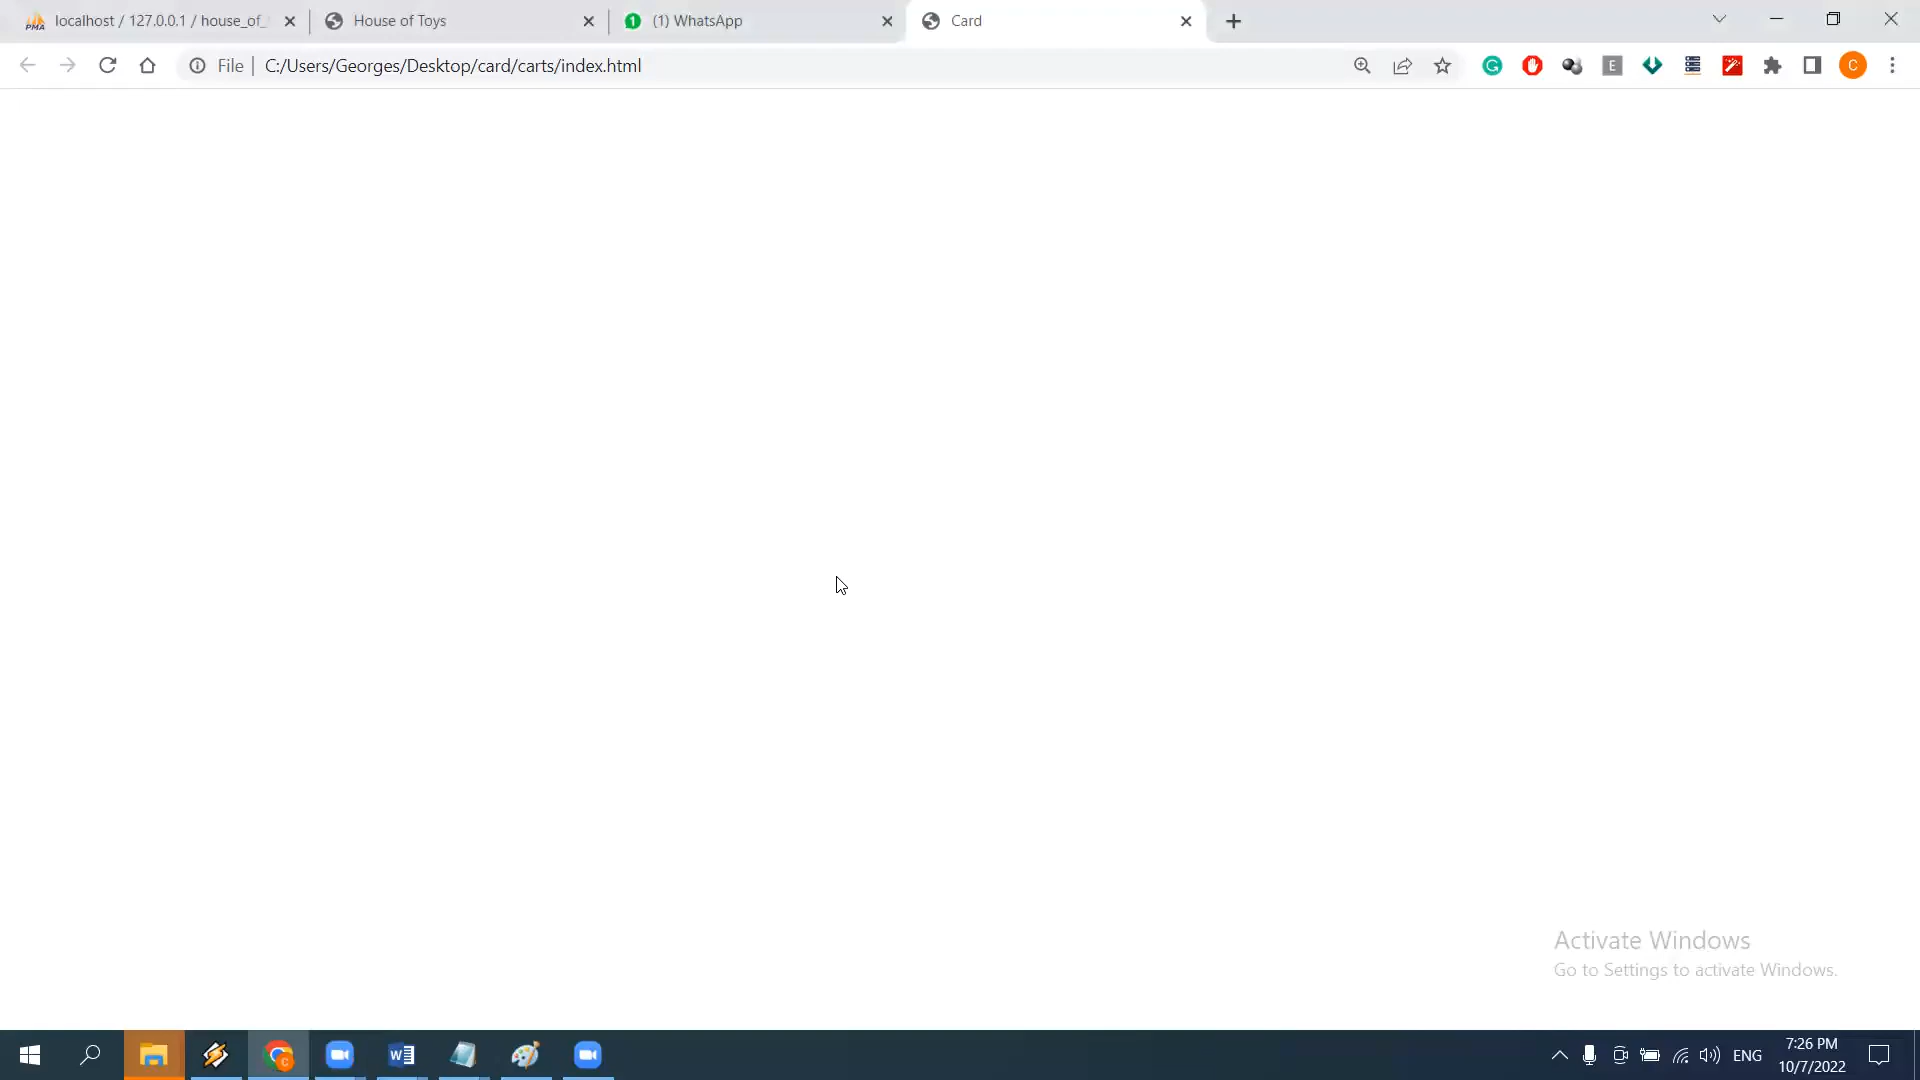 localhost / 127.0.0.1 / house_of_
House of Toys
(1) WhatsApp
Card
File
C:/Users/Georges/Desktop/card/carts/index.html
Activate Windows
Go to Settings to activate Windows.
ENG
7:26 PM
10/7/2022